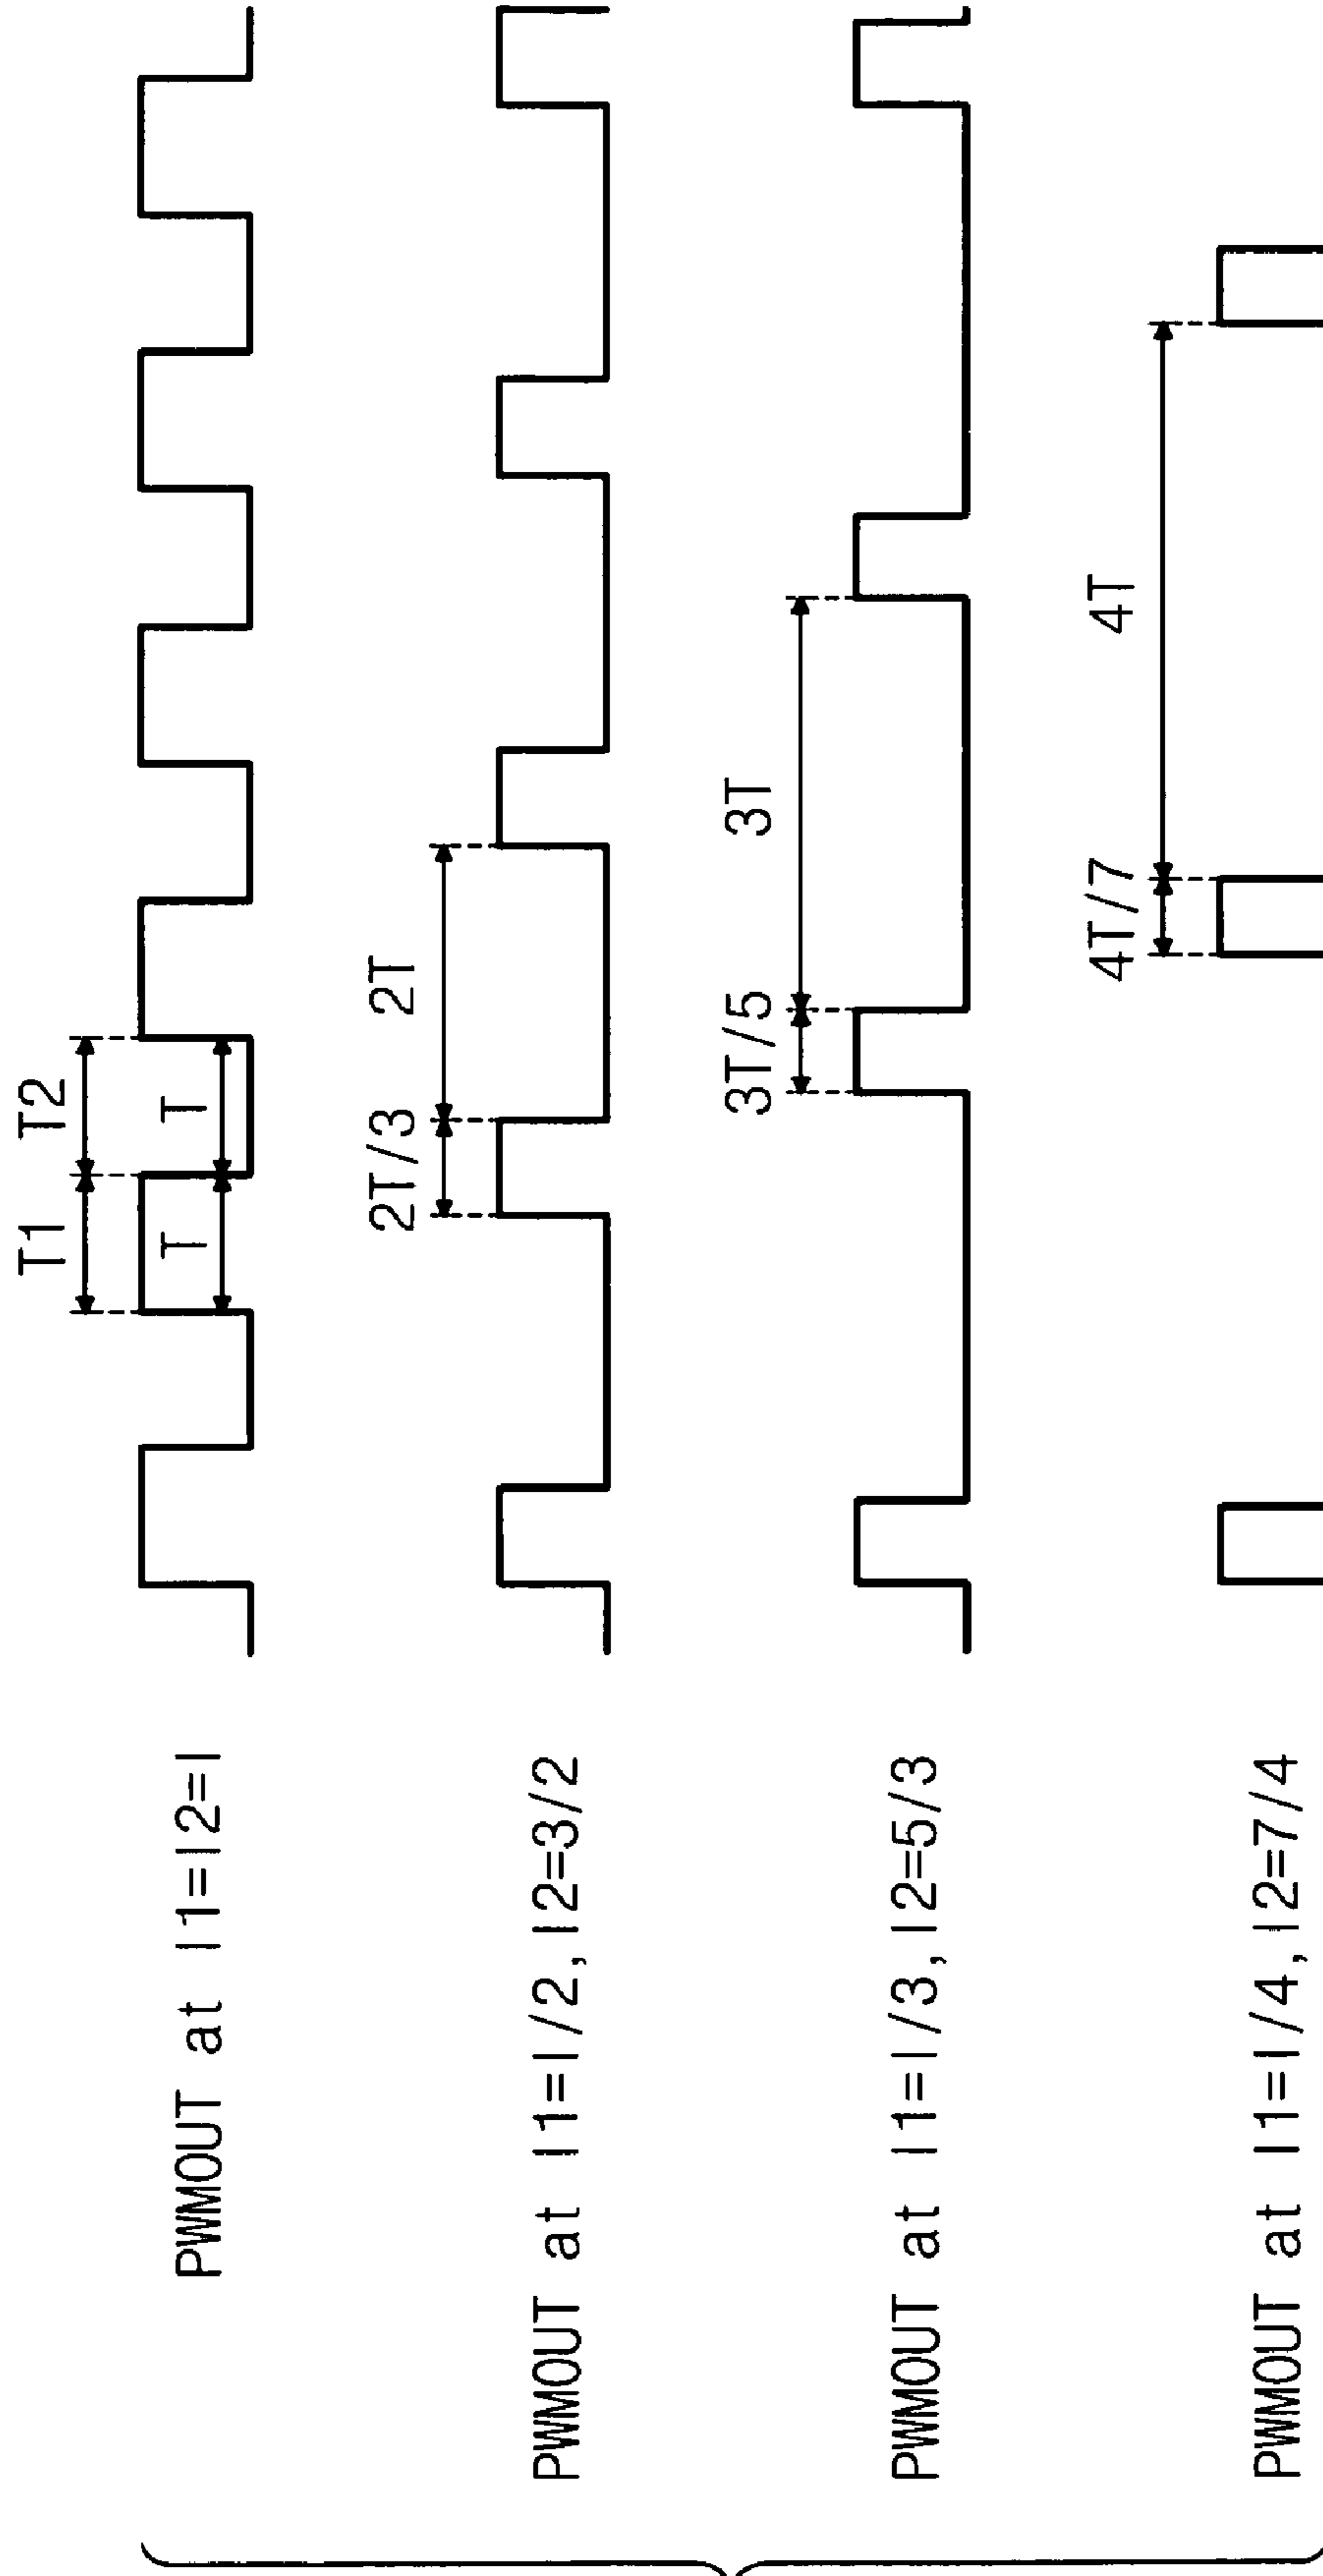 T1 T2
T T
PWMOUT at I1=I2=I
2T/3 2T
PWMOUT at I1=I/2,I2=3/2
3T/5 3T
PWMOUT at I1=I/3,I2=5/3
4T/7 4T
PWMOUT at I1=I/4,I2=7/4